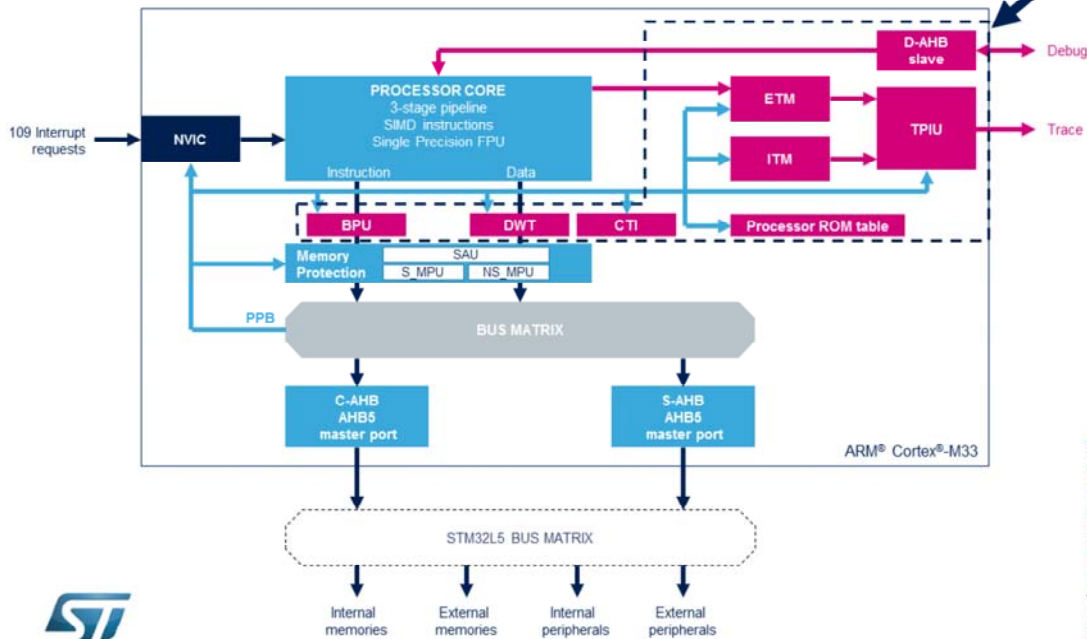 D-AHB
slave
Debug
PROCESSOR CORE
3-stage pipeline
SIMD instructions
Single Precision FPU
ETM
TPIU
109 Interrupt
requests
NVIC
Trace
ITM
Instruction
Data
BPU
DWT
CTI
Processor ROM table
Memory
Protection
SAU
S_MPU
NS_MPU
PPB
BUS MATRIX
C-AHB
AHB5
master port
S-AHB
AHB5
master port
ARM® Cortex®-M33
STM32L5 BUS MATRIX
Internal
memories
External
memories
Internal
peripherals
External
peripherals
ST